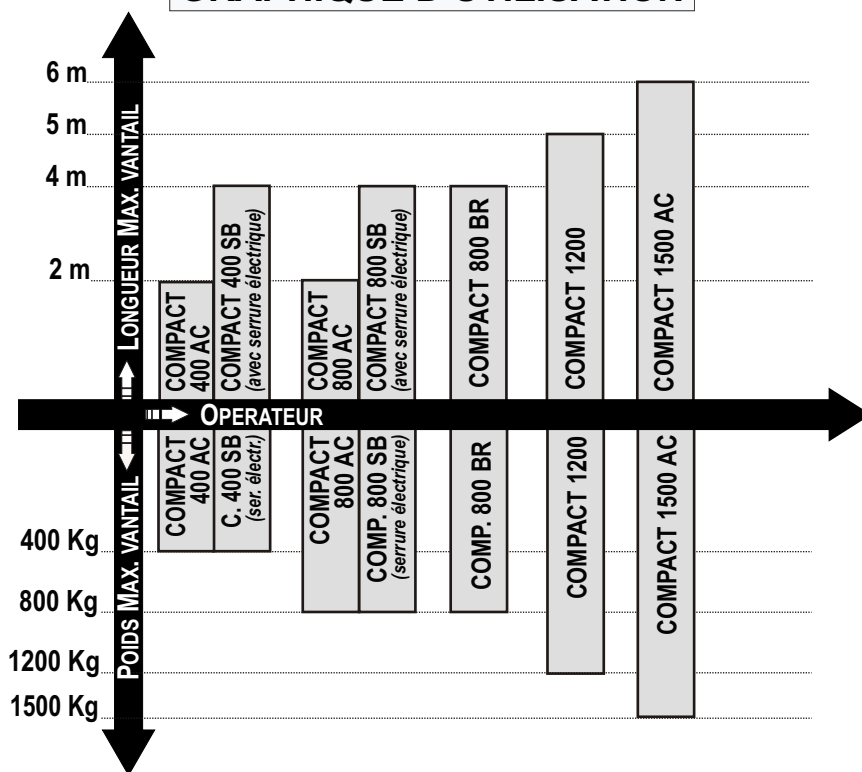 GRAPHIQUE D'UTILISATION
6 m
5 m
4 m
2 m
LONGUEUR MAX. VANTAIL
COMPACT
400 AC
COMPACT 400 SB
(avec serrure électrique)
COMPACT
800 AC
COMPACT 800 SB
(avec serrure électrique)
COMPACT 800 BR
COMPACT 1200
COMPACT 1500 AC
OPERATEUR
POIDS MAX. VANTAIL
COMPACT
400 AC
C. 400 SB
(ser. électr.)
COMPACT
800 AC
COMP. 800 SB
(serrure électrique)
COMP. 800 BR
COMPACT 1200
COMPACT 1500 AC
400 Kg
800 Kg
1200 Kg
1500 Kg